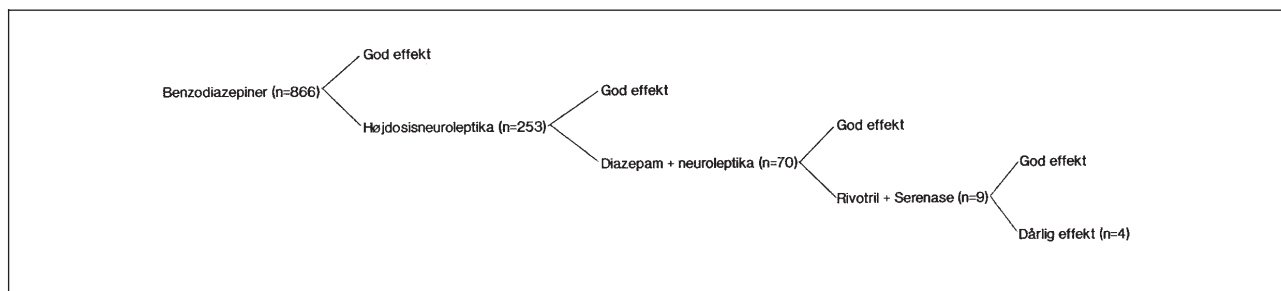 God effekt
Benzodiazepiner (n=866)
God effekt
Højdosisneuroleptika (n=253)
God effekt
Diazepam + neuroleptika (n=70)
God effekt
Rivotril + Serenase (n=9)
Dårlig effekt (n=4)